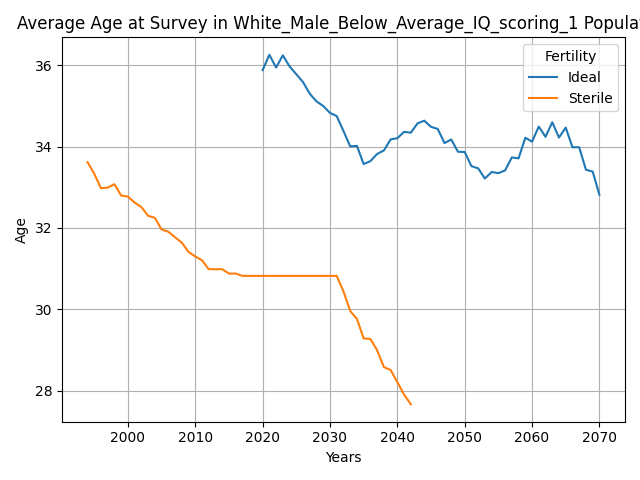 Average Age at Survey in White_Male_Below_Average_IQ_scoring_1 Popula
Fertility
Ideal
Sterile
36
34
32
30
28
Age
2000 2010 2020 2030 2040 2050 2060 2070
Years